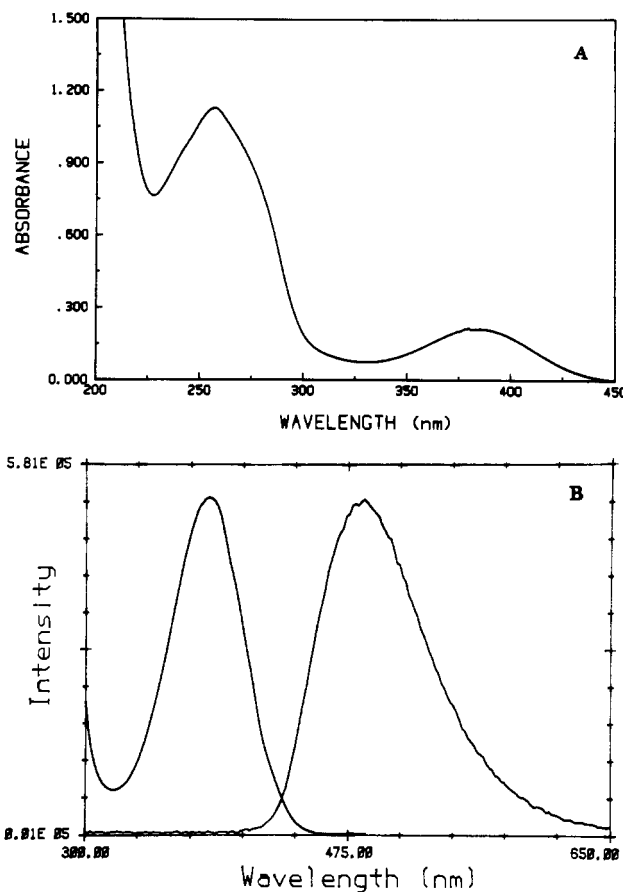 1.500
A
1.200
.900
.600
.300
0.000
ABSORBANCE
200 250 300 350 400 450
WAVELENGTH (nm)
5.81E 05
B
Intensity
0.01E 05
300.00 475.00 650.00
Wavelength (nm)